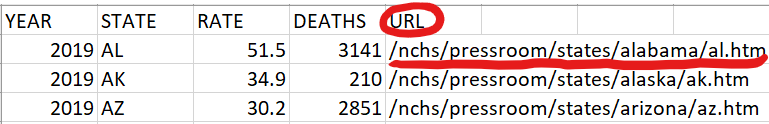 YEAR STATE RATE DEATHS URL
2019 AL 51.5 3141 /nchs/pressroom/states/alabama/al.htm
2019 AK 34.9 210 /nchs/pressroom/states/alaska/ak.htm
2019 AZ 30.2 2851 /nchs/pressroom/states/arizona/az.htm